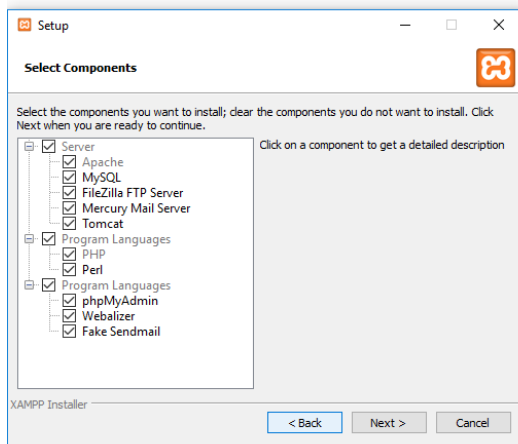 Setup
Select Components
Select the components you want to install; clear the components you do not want to install. Click
Next when you are ready to continue.
Server
Apache
MySQL
FileZilla FTP Server
Mercury Mail Server
Tomcat
Program Languages
PHP
Perl
Program Languages
phpMyAdmin
Webalizer
Fake Sendmail
Click on a component to get a detailed description
XAMPP Installer
< Back
Next >
Cancel